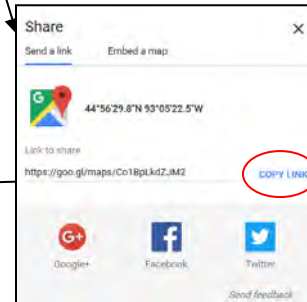 Share
Send a link Embed a map
44°56'29.8"N 93°05'22.5"W
Link to share
https://goo.gl/maps/Co1BpLkdZJM2 COPY LINK
Google+ Facebook Twitter
Send feedback